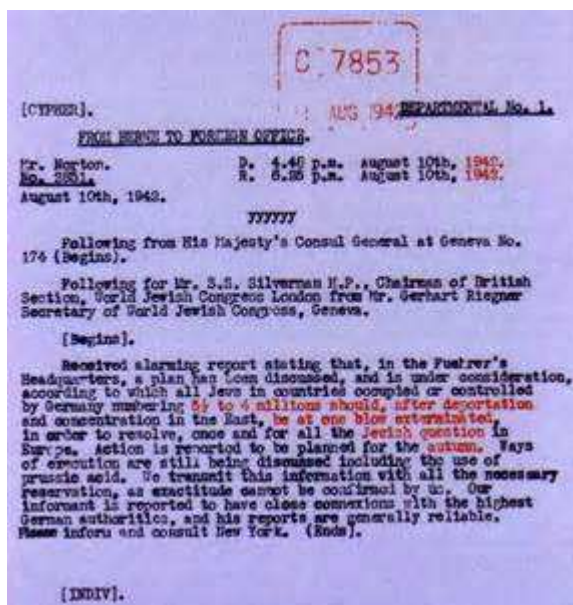 C 7853
AUG 1942
[CYPHER].
DEPARTMENTAL No. 1.
FROM BERNE TO FOREIGN OFFICE.
Mr. Norton.
D. 4.48 p.m. August 10th, 1942.
No. 2851.
R. 6.25 p.m. August 10th, 1942.
August 10th, 1942.
yyyyyy
Following from His Majesty's Consul General at Geneva No.
174 (Begins).
Following for Mr. S.S. Silverman M.P., Chairman of British
Section, World Jewish Congress London from Mr. Gerhart Riegner
Secretary of World Jewish Congress, Geneva.
[Begins].
Received alarming report stating that, in the Fuehrer's
Headquarters, a plan has been discussed, and is under consideration,
according to which all Jews in countries occupied or controlled
by Germany numbering 3½ to 4 millions should, after deportation
and concentration in the East, be at one blow exterminated,
in order to resolve, once and for all the Jewish question in
Europe. Action is reported to be planned for the autumn. Ways
of execution are still being discussed including the use of
prussic acid. We transmit this information with all the necessary
reservation, as exactitude cannot be confirmed by us. Our
informant is reported to have close connexions with the highest
German authorities, and his reports are generally reliable.
Please inform and consult New York. (Ends).
[INDIV].